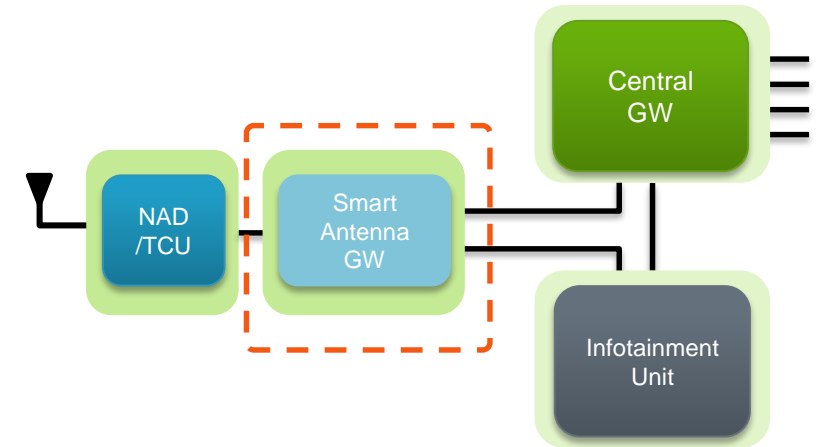 NAD
/TCU
Smart
Antenna
GW
Central
GW
Infotainment
Unit